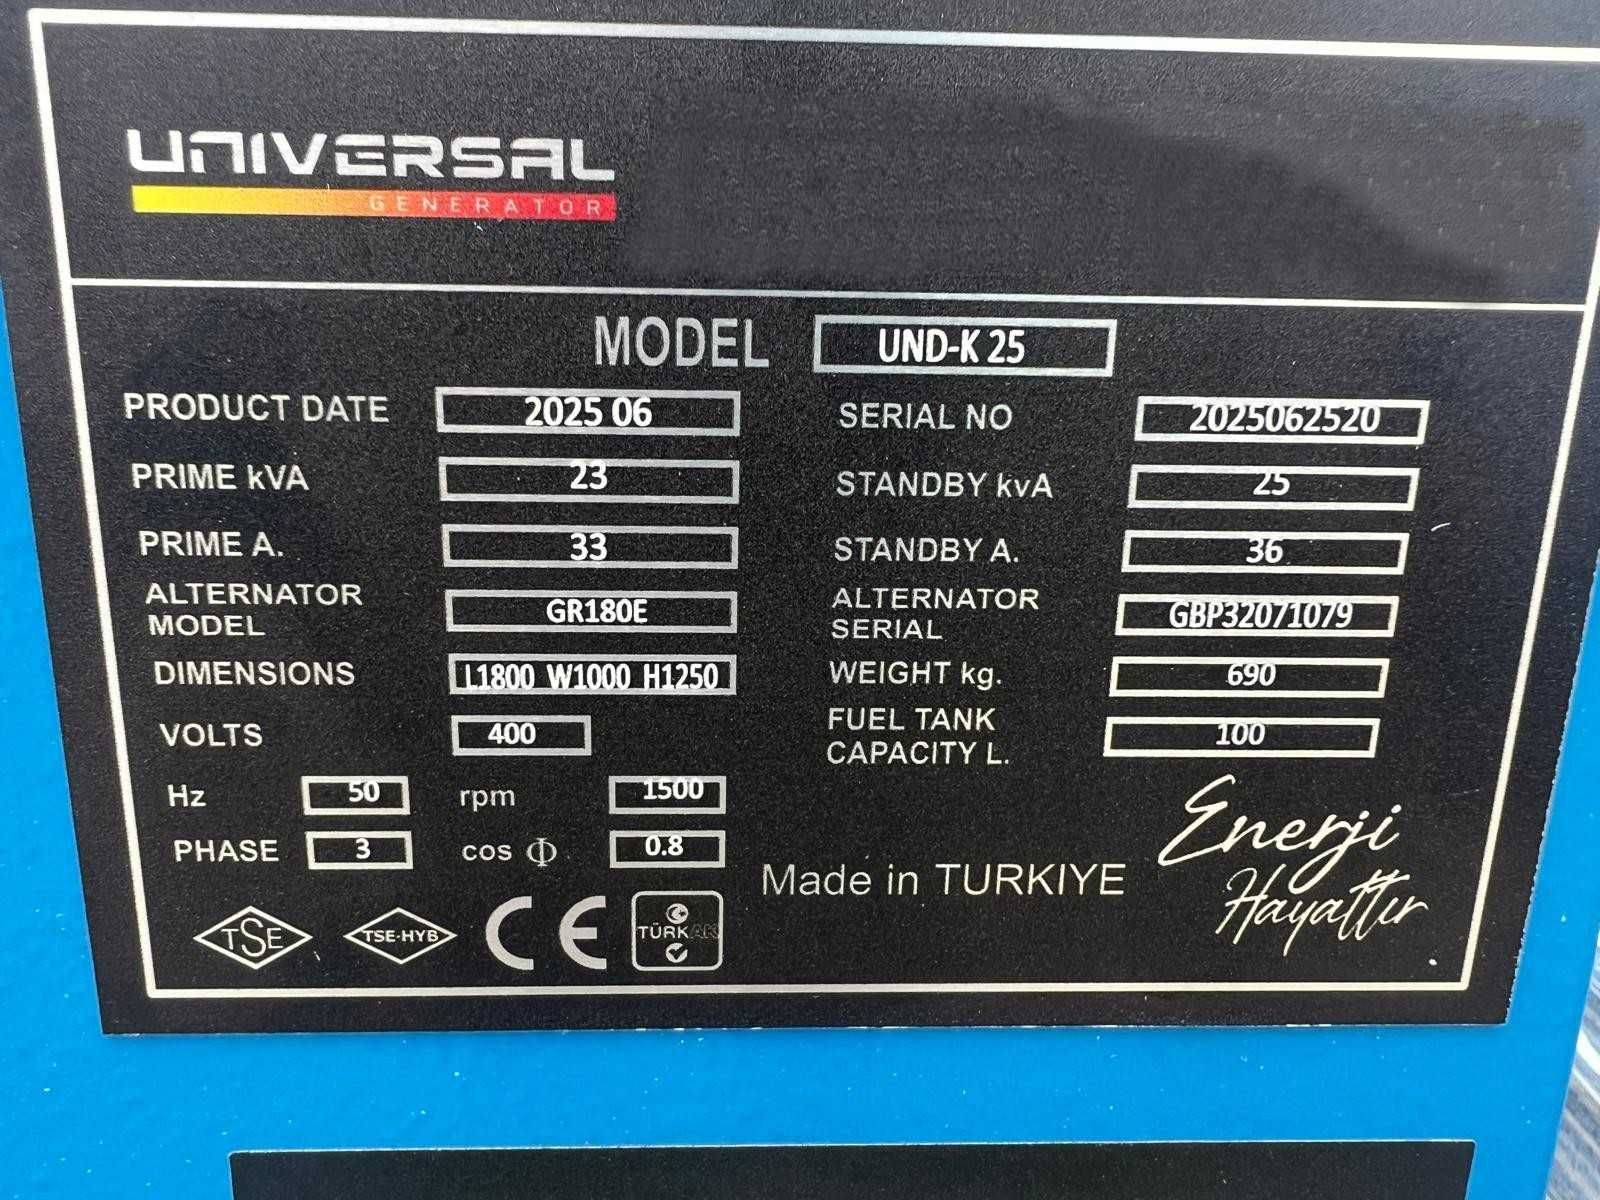 UNIVERSAL
GENERATOR
MODEL UND-K 25
PRODUCT DATE 2025 06 SERIAL NO 2025062520
PRIME kVA 23 STANDBY kvA 25
PRIME A. 33 STANDBY A. 36
ALTERNATOR MODEL GR180E ALTERNATOR SERIAL GBP32071079
DIMENSIONS L1800 W1000 H1250 WEIGHT kg. 690
VOLTS 400 FUEL TANK CAPACITY L. 100
Hz 50 rpm 1500
PHASE 3 cos Φ 0.8
Made in TURKIYE
Enerji
Hayattır
TSE TSE-HYB CE TÜRKAK